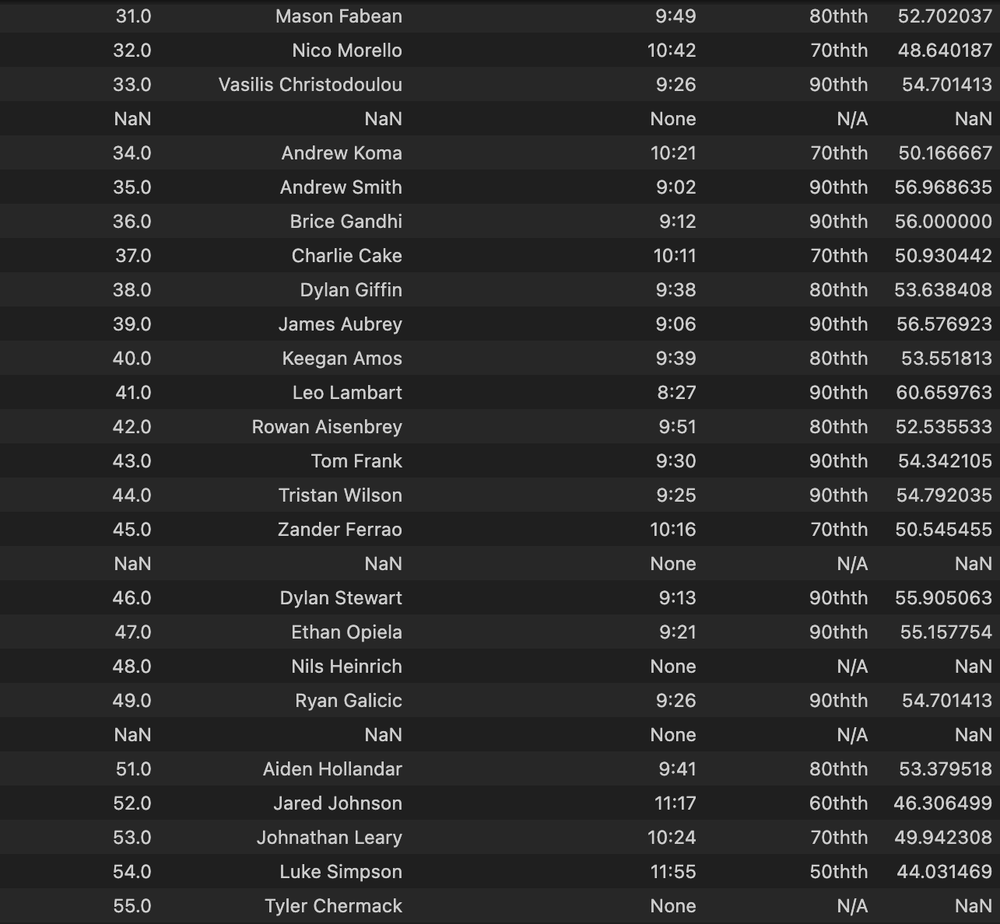 31.0 Mason Fabean 9:49 80thth 52.702037
32.0 Nico Morello 10:42 70thth 48.640187
33.0 Vasilis Christodoulou 9:26 90thth 54.701413
NaN NaN None N/A NaN
34.0 Andrew Koma 10:21 70thth 50.166667
35.0 Andrew Smith 9:02 90thth 56.968635
36.0 Brice Gandhi 9:12 90thth 56.000000
37.0 Charlie Cake 10:11 70thth 50.930442
38.0 Dylan Giffin 9:38 80thth 53.638408
39.0 James Aubrey 9:06 90thth 56.576923
40.0 Keegan Amos 9:39 80thth 53.551813
41.0 Leo Lambart 8:27 90thth 60.659763
42.0 Rowan Aisenbrey 9:51 80thth 52.535533
43.0 Tom Frank 9:30 90thth 54.342105
44.0 Tristan Wilson 9:25 90thth 54.792035
45.0 Zander Ferrao 10:16 70thth 50.545455
NaN NaN None N/A NaN
46.0 Dylan Stewart 9:13 90thth 55.905063
47.0 Ethan Opiela 9:21 90thth 55.157754
48.0 Nils Heinrich None N/A NaN
49.0 Ryan Galicic 9:26 90thth 54.701413
NaN NaN None N/A NaN
51.0 Aiden Hollandar 9:41 80thth 53.379518
52.0 Jared Johnson 11:17 60thth 46.306499
53.0 Johnathan Leary 10:24 70thth 49.942308
54.0 Luke Simpson 11:55 50thth 44.031469
55.0 Tyler Chermack None N/A NaN